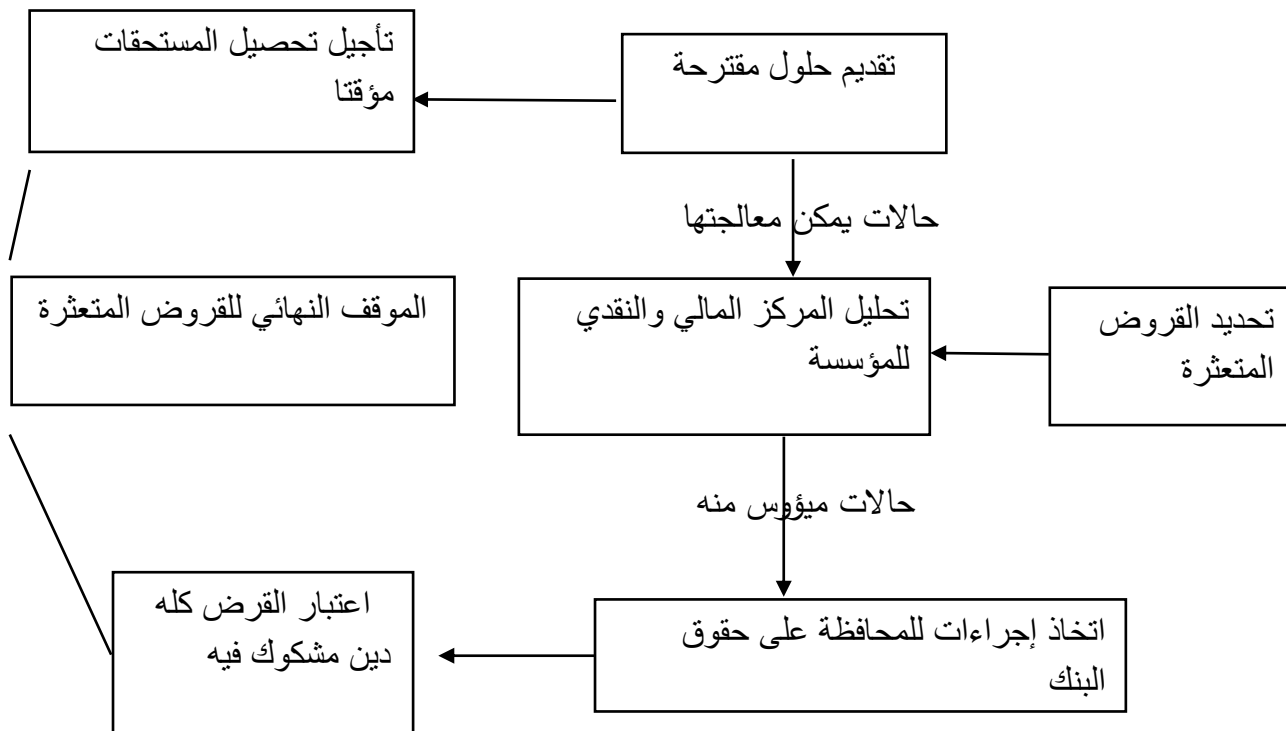 تقديم حلول مقترحة
تأجيل تحصيل المستحقات
مؤقتا
حالات يمكن معالجتها
تحديد القروض
المتعثرة
تحليل المركز المالي والنقدي
للمؤسسة
الموقف النهائي للقروض المتعثرة
حالات ميؤوس منه
اتخاذ إجراءات للمحافظة على حقوق
البنك
اعتبار القرض كله
دين مشكوك فيه